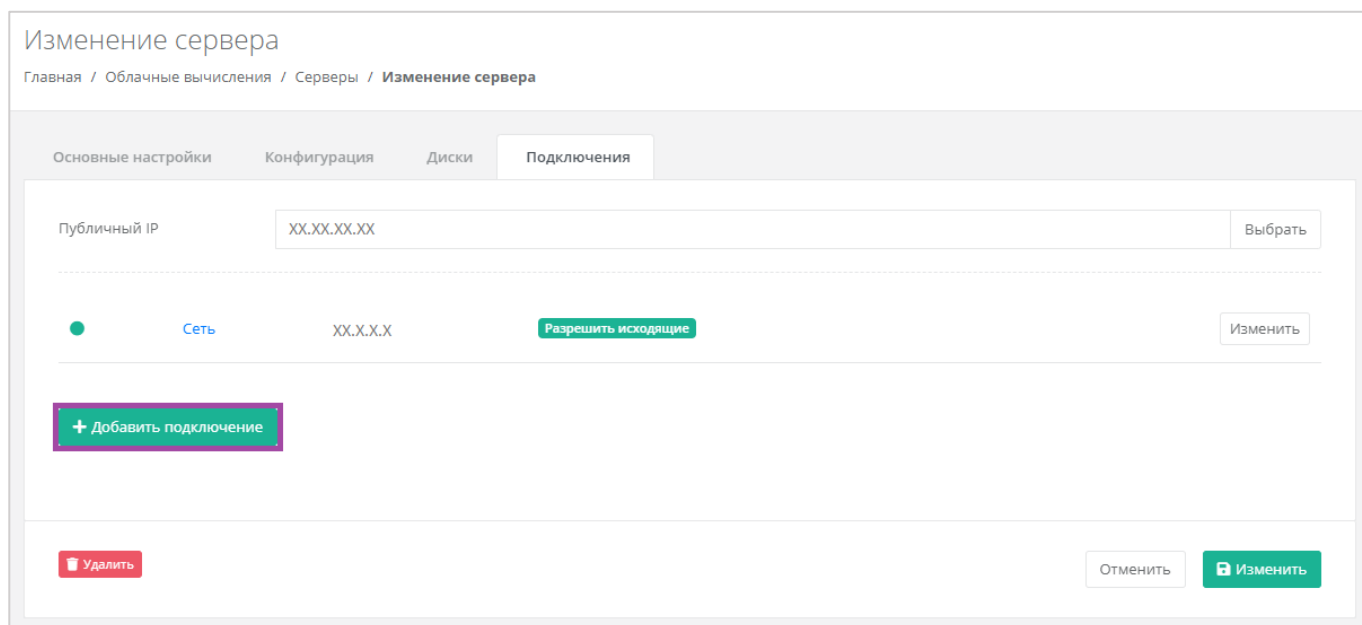 Изменение сервера
Главная / Облачные вычисления / Серверы / Изменение сервера
Основные настройки Конфигурация Диски Подключения
Публичный IP XX.XX.XX.XX Выбрать
Сеть XX.X.X.X Разрешить исходящие Изменить
+ Добавить подключение
Удалить Отменить Изменить